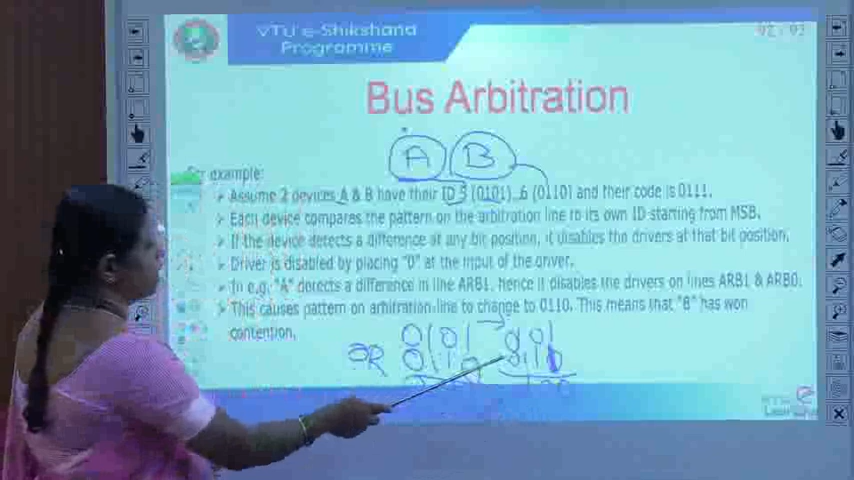 VTU e-Shikshana
Programme
92 / 93
Bus Arbitration
A B
For example:
Assume 2 devices A & B have their ID 5 (0101), 6 (0110) and their code is 0111.
Each device compares the pattern on the arbitration line to its own ID starting from MSB.
If the device detects a difference at any bit position, it disables the drivers at that bit position.
Driver is disabled by placing "0" at the input of the driver.
In e.g. "A" detects a difference in line ARB1, hence it disables the drivers on lines ARB1 & ARB0.
This causes pattern on arbitration line to change to 0110. This means that "B" has won
contention.
0101
OR